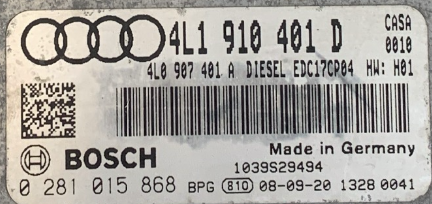 4L1 910 401 D CASA 0010
4L0 907 401 A DIESEL EDC17CP04 HW: H01
Made in Germany
BOSCH
1039S29494
0 281 015 868 BPG 810 08-09-20 1328 0041